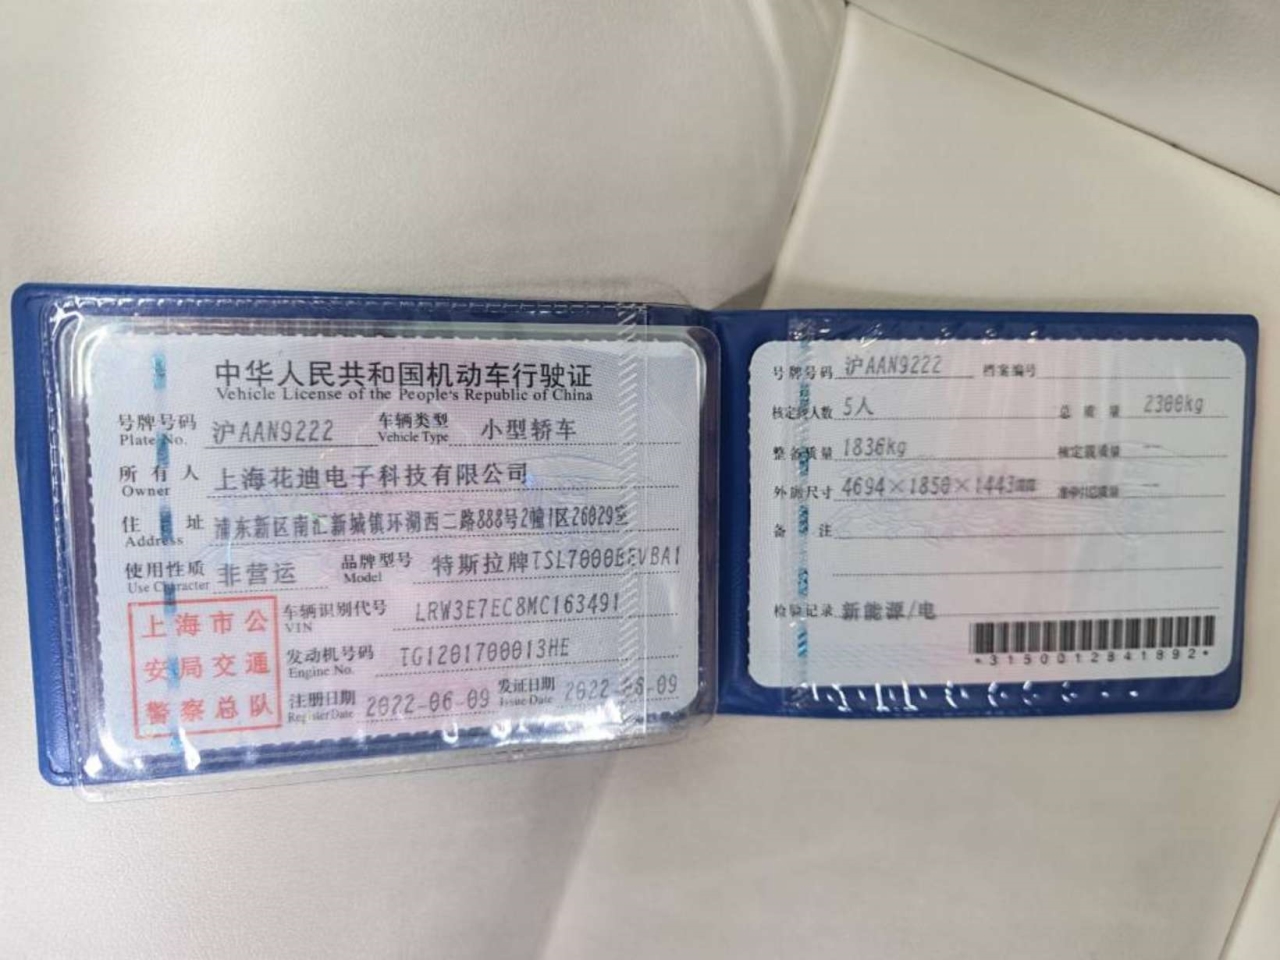 中华人民共和国机动车行驶证
Vehicle License of the People's Republic of China
号牌号码 沪AAN9222 车辆类型 小型轿车
Plate No. Vehicle Type
所有人 上海花迪电子科技有限公司
Owner
住址 浦东新区南汇新城镇环湖西二路888号2幢1区26029室
Address
使用性质 非营运 品牌型号 特斯拉牌TSL7000BEVBA1
Use Character Model
车辆识别代号 LRW3E7EC8MC163491
VIN
发动机号码 TG1201700013HE
Engine No.
注册日期 2022-06-09 发证日期 2022-06-09
Register Date Issue Date
上海市公
安局交通
警察总队
号牌号码 沪AAN9222 档案编号
核定载人数 5人 总质量 2300kg
整备质量 1836kg 核定载质量 --
外廓尺寸 4694×1850×1443mm 准牵引总质量 --
备注
检验记录 新能源/电
*3150012841892*